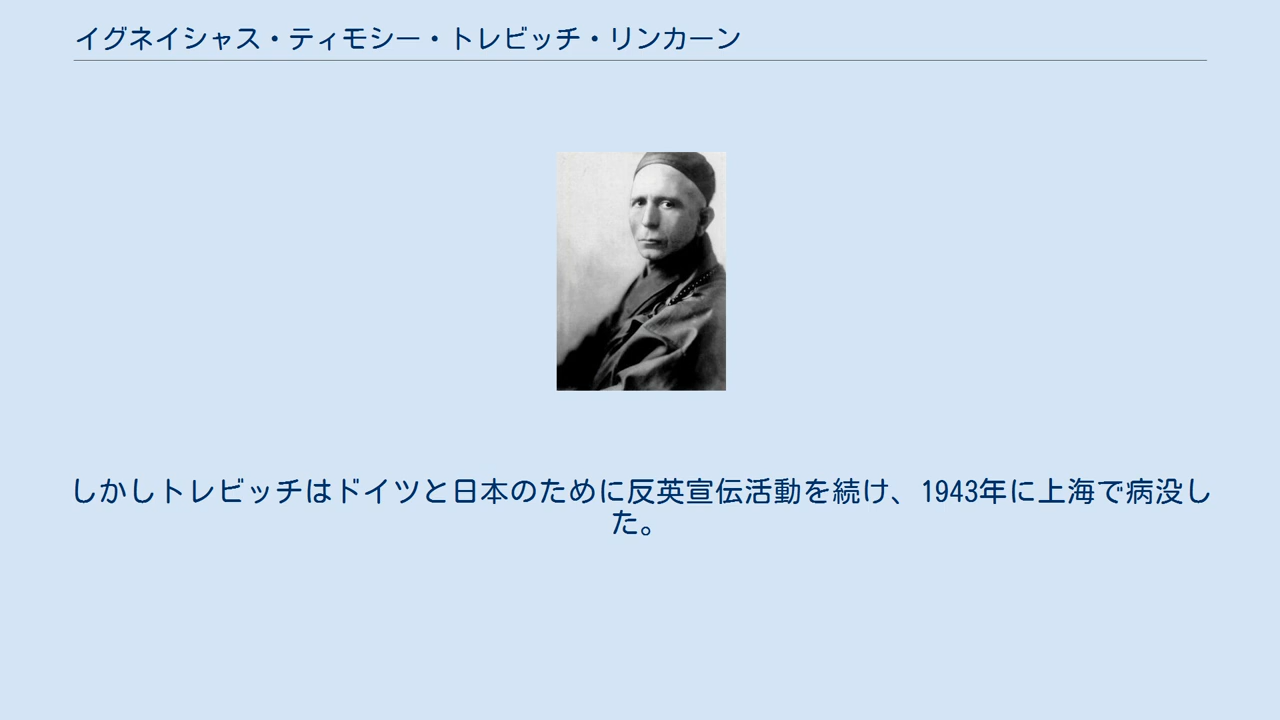 イグネイシャス・ティモシー・トレビッチ・リンカーン
しかしトレビッチはドイツと日本のために反英宣伝活動を続け、1943年に上海で病没し
た。